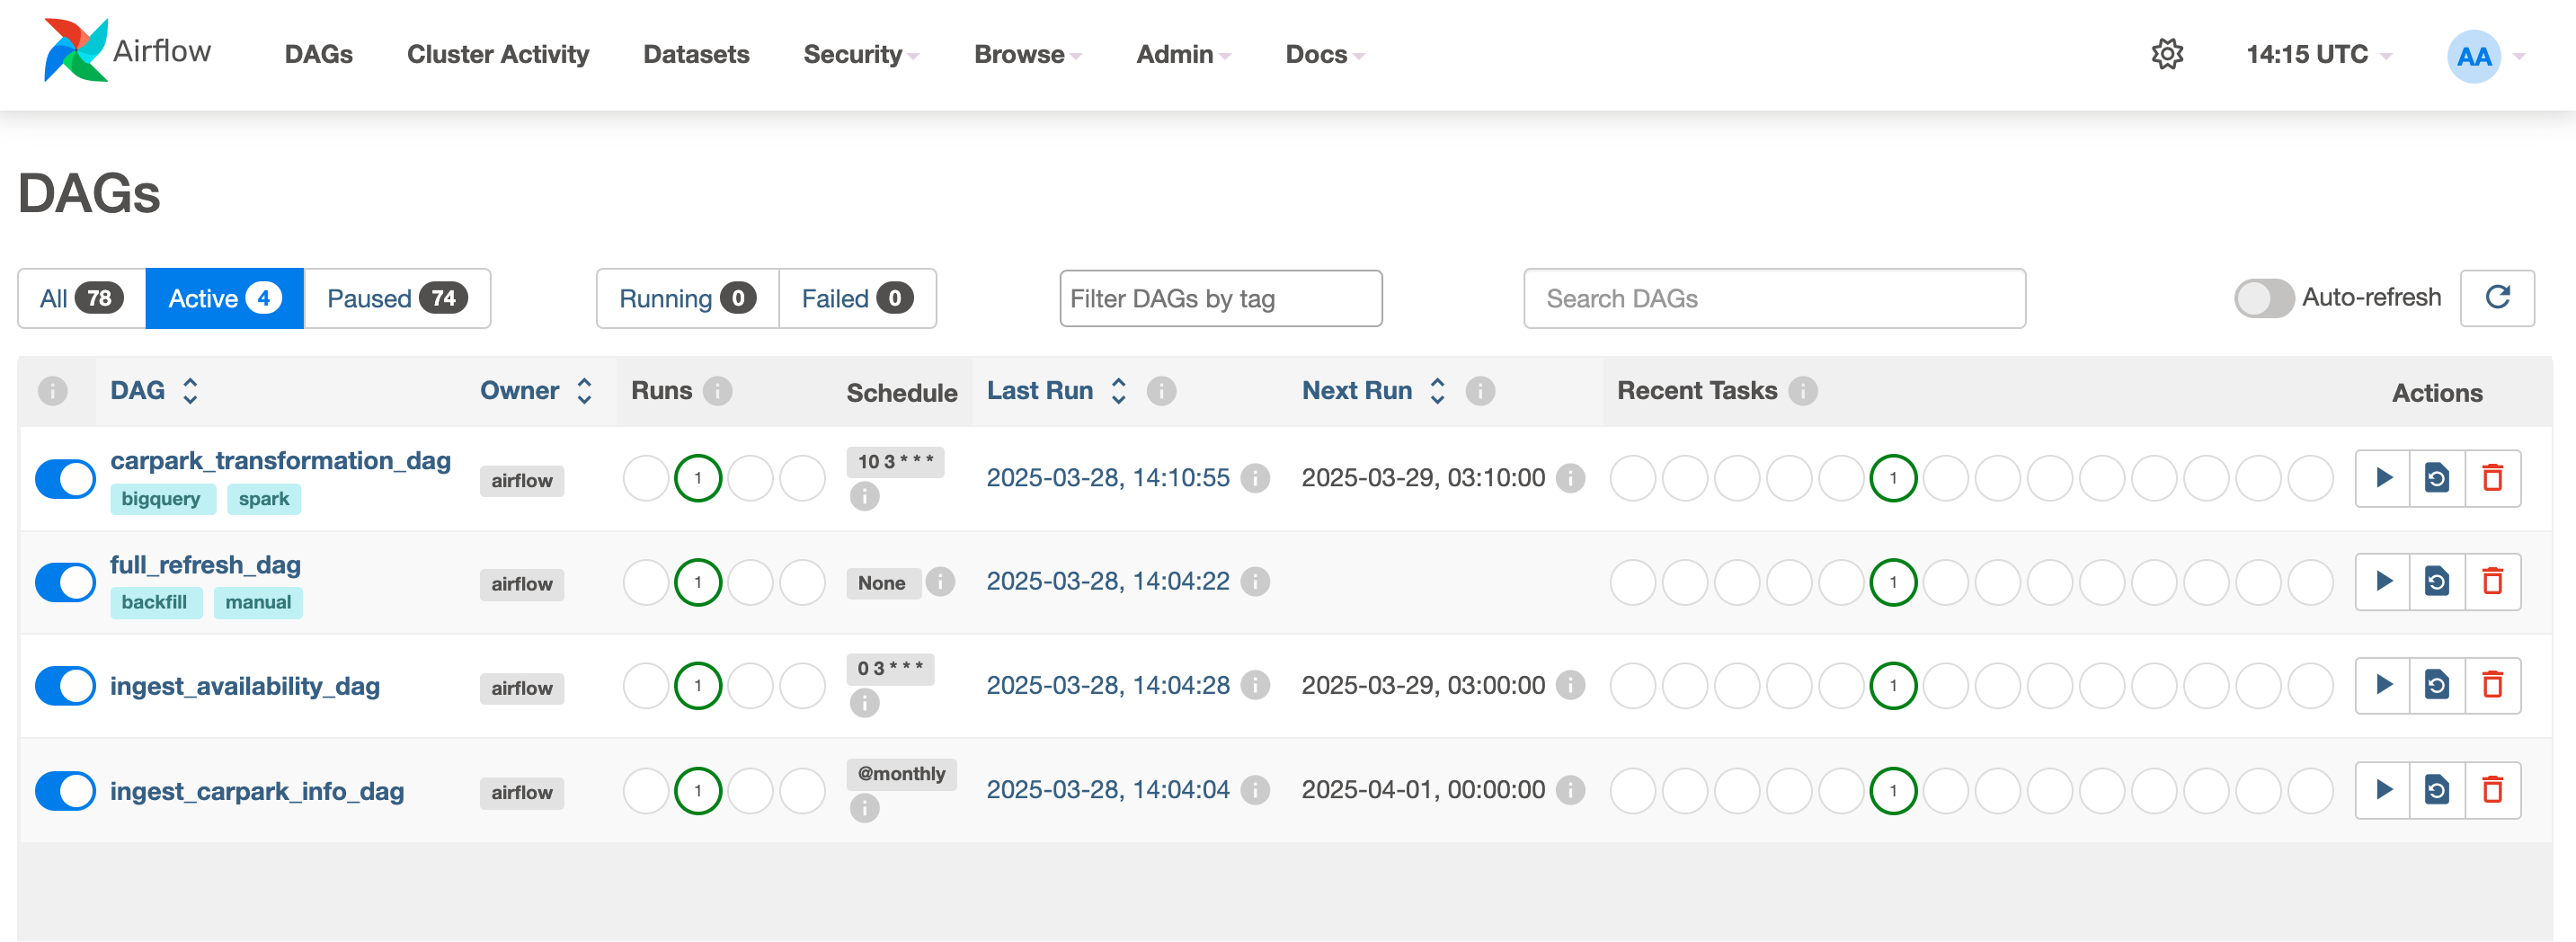 Airflow DAGs Cluster Activity Datasets Security Browse Admin Docs 14:15 UTC AA
DAGs
All 78 Active 4 Paused 74 Running 0 Failed 0 Filter DAGs by tag Search DAGs Auto-refresh
DAG Owner Runs Schedule Last Run Next Run Recent Tasks Actions
carpark_transformation_dag airflow 1 10 3 * * * 2025-03-28, 14:10:55 2025-03-29, 03:10:00 1
bigquery spark
full_refresh_dag airflow 1 None 2025-03-28, 14:04:22 1
backfill manual
ingest_availability_dag airflow 1 0 3 * * * 2025-03-28, 14:04:28 2025-03-29, 03:00:00 1
ingest_carpark_info_dag airflow 1 @monthly 2025-03-28, 14:04:04 2025-04-01, 00:00:00 1